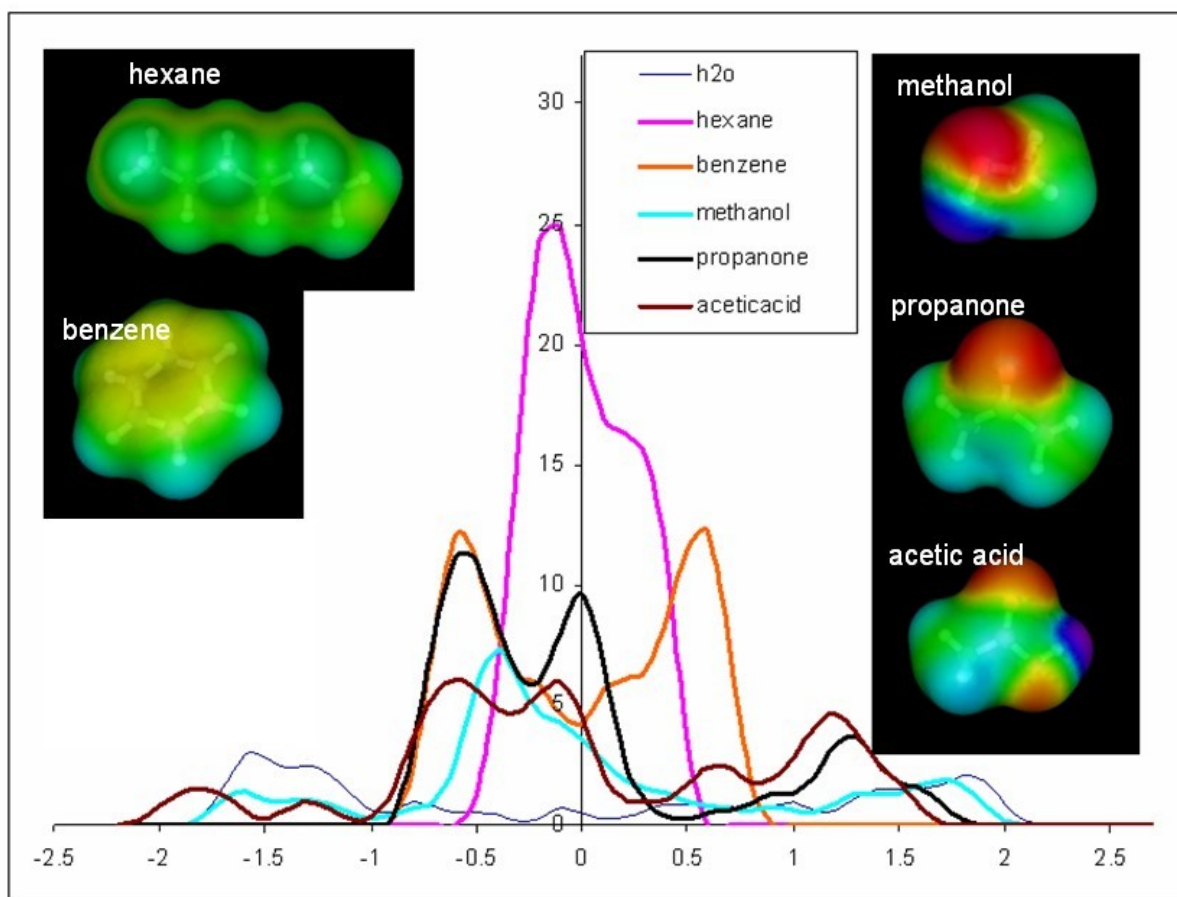 hexane
benzene
h2o
hexane
benzene
methanol
propanone
aceticacid
methanol
propanone
acetic acid
30
25
20
15
10
5
0
-2.5 -2 -1.5 -1 -0.5 0 0.5 1 1.5 2 2.5